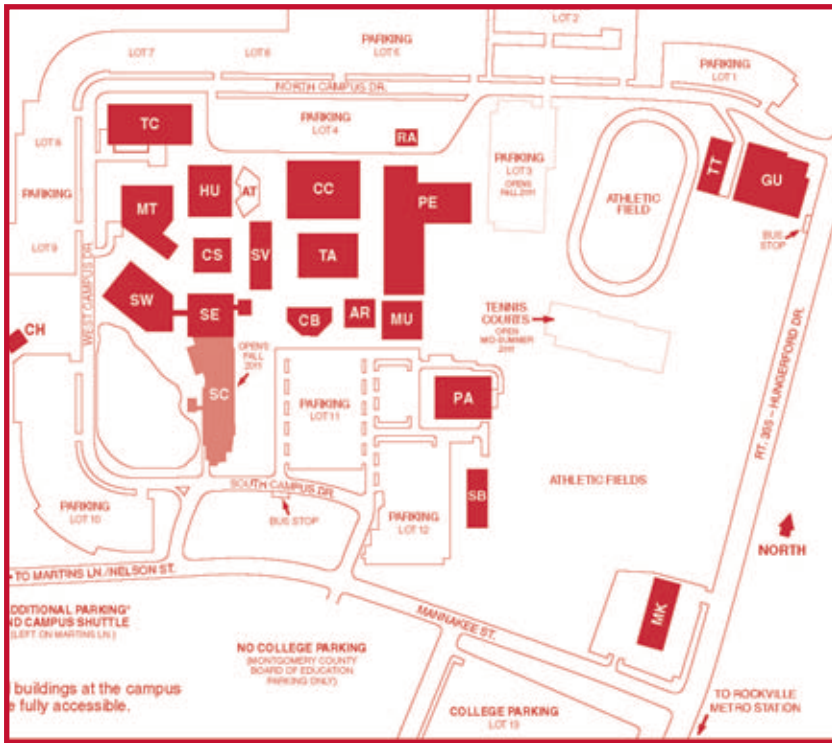 LOT 2
LOT 7
LOT 6
PARKING
LOT 5
PARKING
LOT 1
NORTH CAMPUS DR.
TC
PARKING
LOT 4
RA
LOT 8
PARKING
LOT 9
HU
AT
CC
PARKING
LOT 3
OPENS
FALL 2011
TT
GU
MT
PE
ATHLETIC
FIELD
BUS
STOP
CS
SV
TA
WEST CAMPUS DR.
SW
SE
CB
AR
MU
TENNIS
COURTS
OPEN
MID-SUMMER
2011
CH
OPENS
FALL
2011
SC
PARKING
LOT 11
PA
RT. 355 – HUNGERFORD DR.
SOUTH CAMPUS DR.
SB
ATHLETIC FIELDS
PARKING
LOT 10
BUS STOP
PARKING
LOT 12
NORTH
TO MARTINS LN./NELSON ST.
MK
ADDITIONAL PARKING*
ND CAMPUS SHUTTLE
(LEFT ON MARTINS LN.)
MANNAKEE ST.
NO COLLEGE PARKING
(MONTGOMERY COUNTY
BOARD OF EDUCATION
PARKING ONLY)
l buildings at the campus
e fully accessible.
COLLEGE PARKING
LOT 13
TO ROCKVILLE
METRO STATION